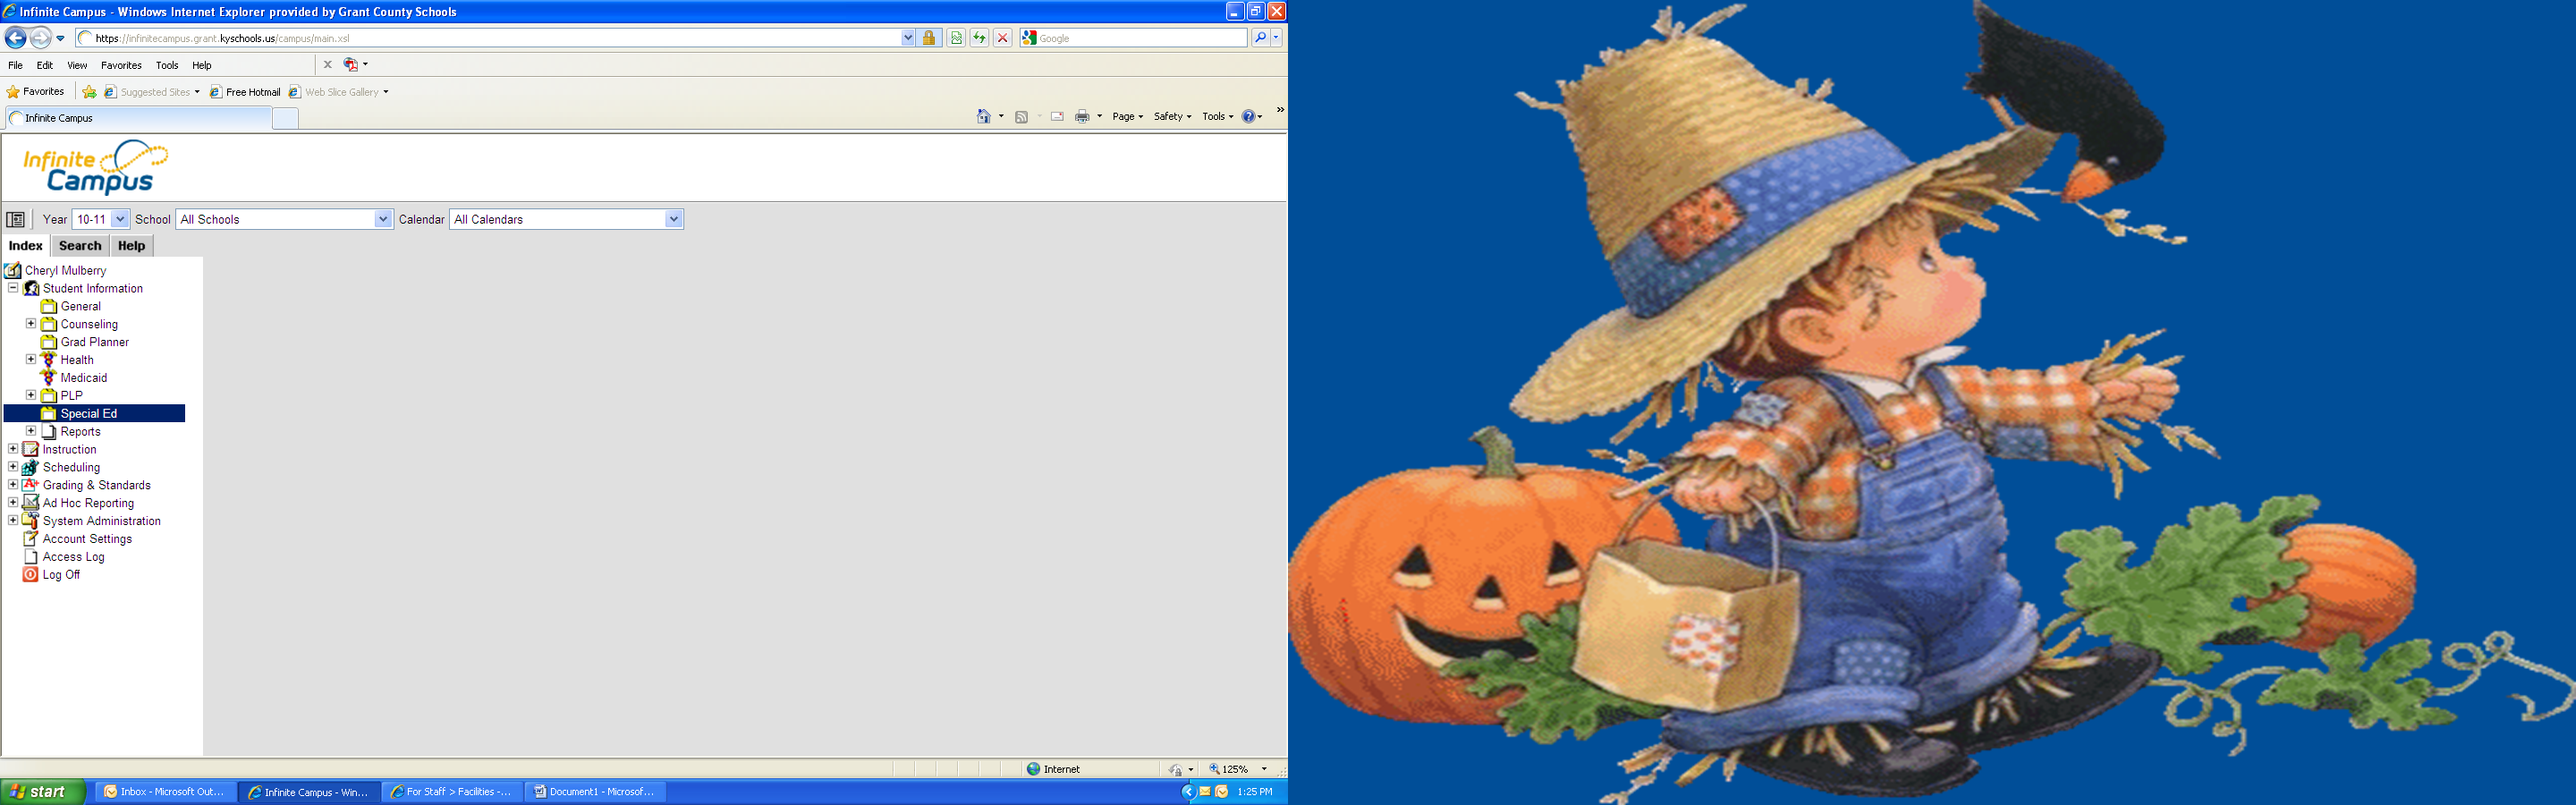 Infinite Campus - Windows Internet Explorer provided by Grant County Schools
https://infinitecampus.grant.kyschools.us/campus/main.xsl
Google
File Edit View Favorites Tools Help
Favorites Suggested Sites Free Hotmail Web Slice Gallery
Infinite Campus
Page Safety Tools
Infinite
Campus
Year 10-11 School All Schools Calendar All Calendars
Index Search Help
Cheryl Mulberry
Student Information
General
Counseling
Grad Planner
Health
Medicaid
PLP
Special Ed
Reports
Instruction
Scheduling
Grading & Standards
Ad Hoc Reporting
System Administration
Account Settings
Access Log
Log Off
Internet 125%
start Inbox - Microsoft Out... Infinite Campus - Win... For Staff > Facilities -... Document1 - Microsof... 1:25 PM